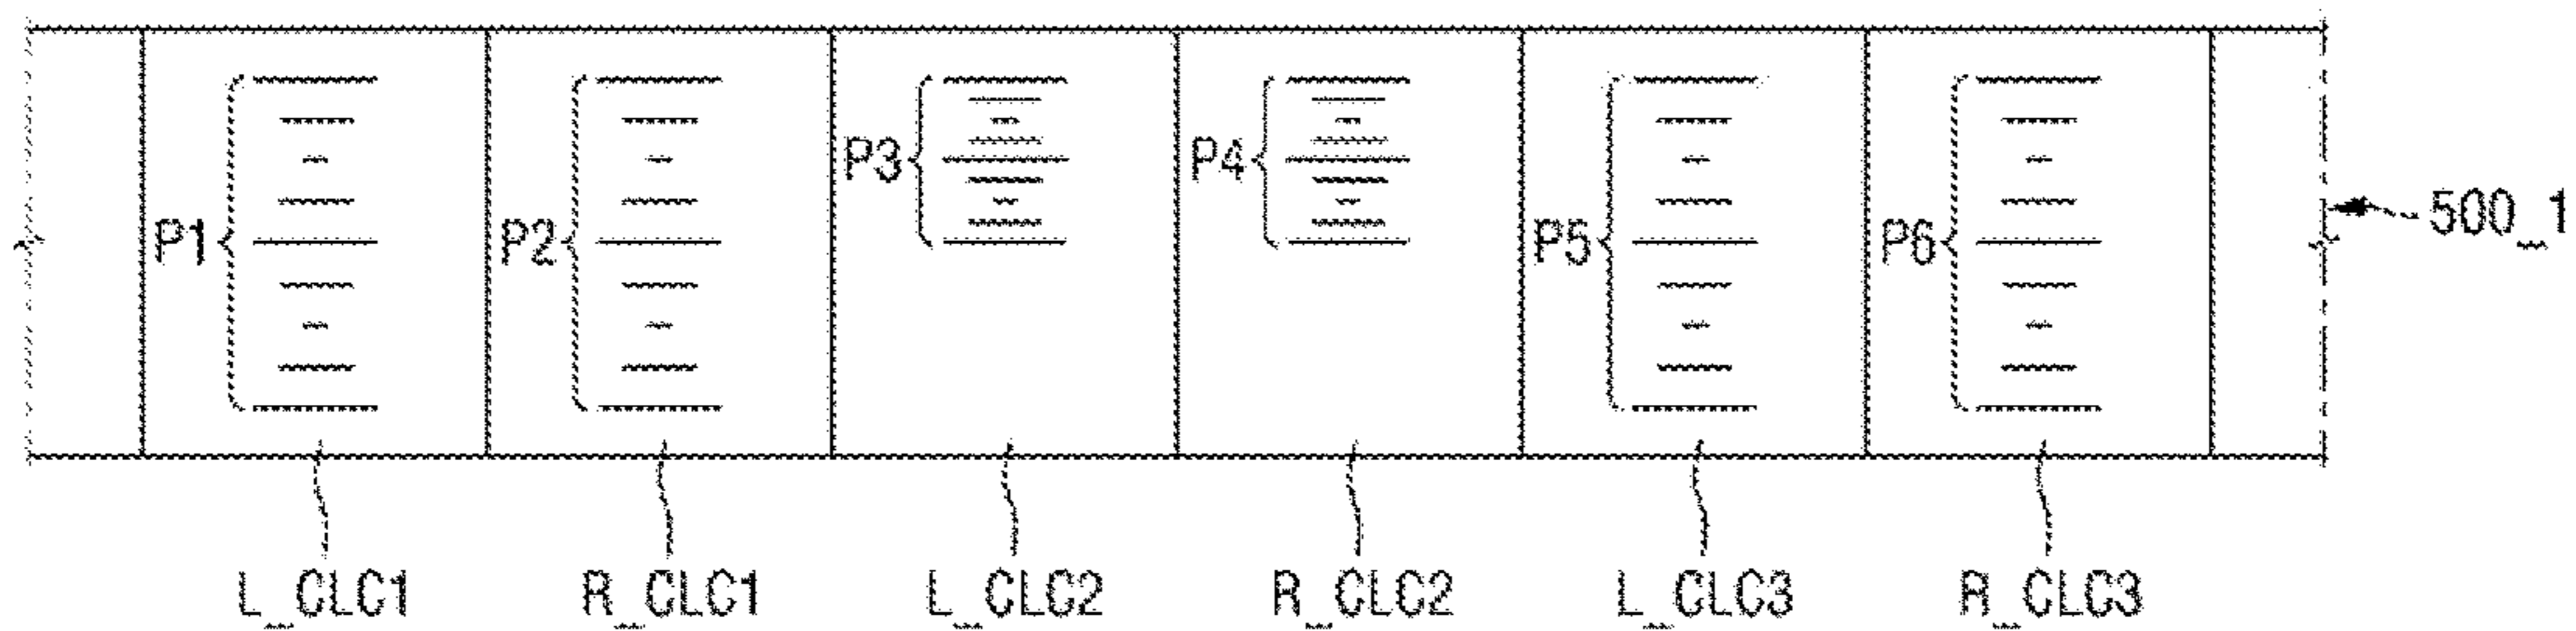 P1 P2 P3 P4 P5 P6 500_1
L_CLC1 R_CLC1 L_CLC2 R_CLC2 L_CLC3 R_CLC3